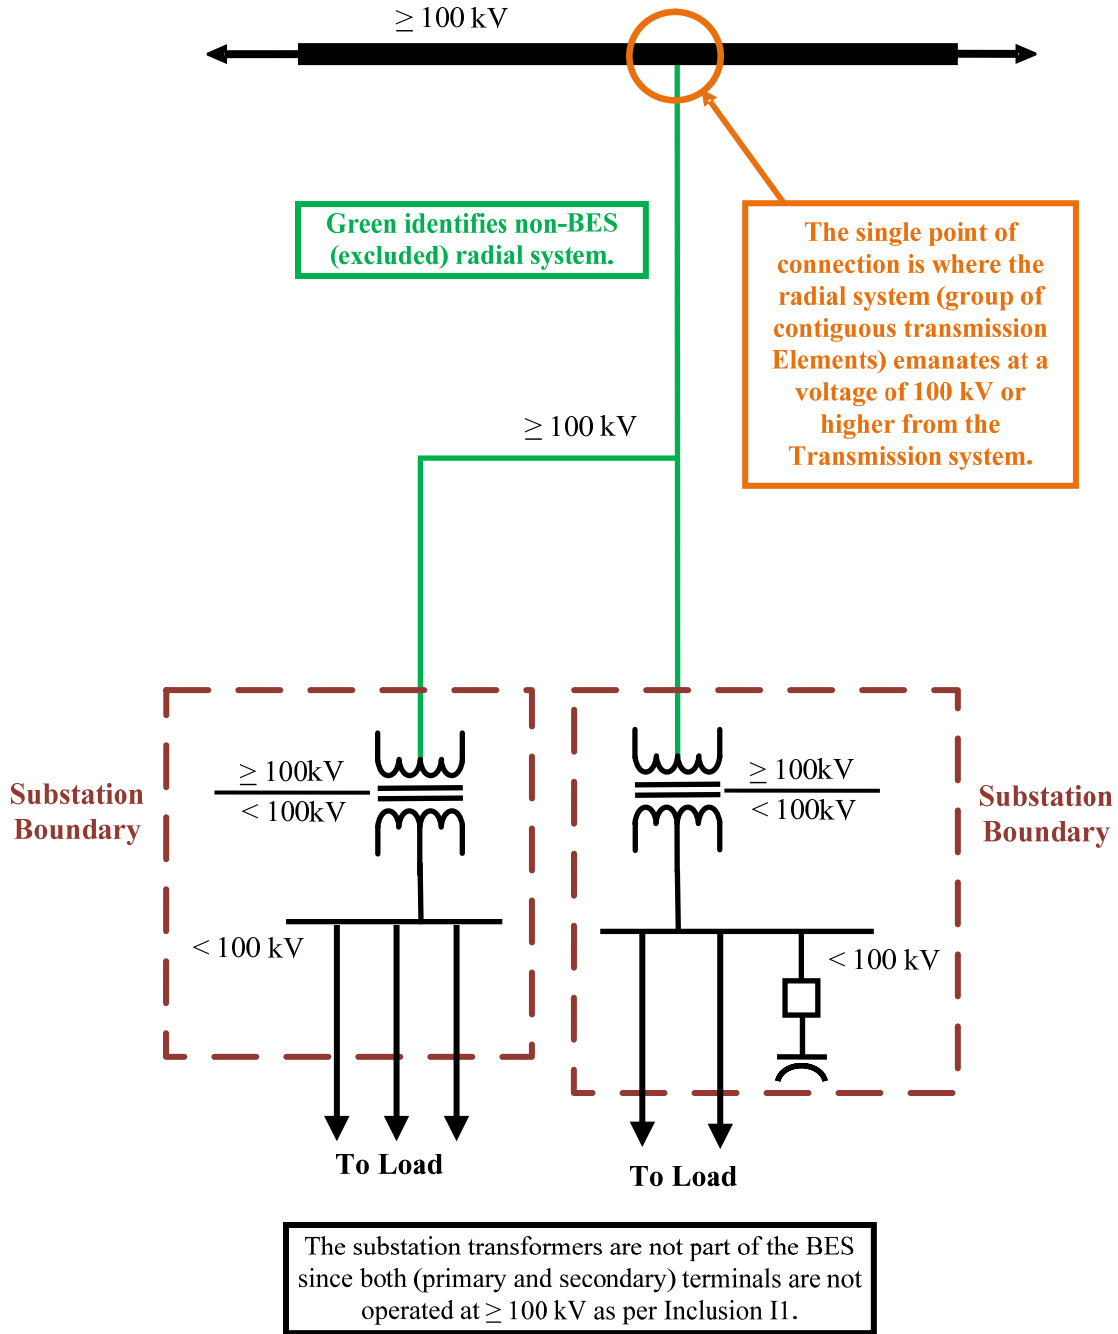 ≥ 100 kV
Green identifies non-BES
(excluded) radial system.
The single point of
connection is where the
radial system (group of
contiguous transmission
Elements) emanates at a
voltage of 100 kV or
higher from the
Transmission system.
≥ 100 kV
Substation
Boundary
≥ 100kV
< 100kV
≥ 100kV
< 100kV
Substation
Boundary
< 100 kV
< 100 kV
To Load
To Load
The substation transformers are not part of the BES
since both (primary and secondary) terminals are not
operated at ≥ 100 kV as per Inclusion I1.